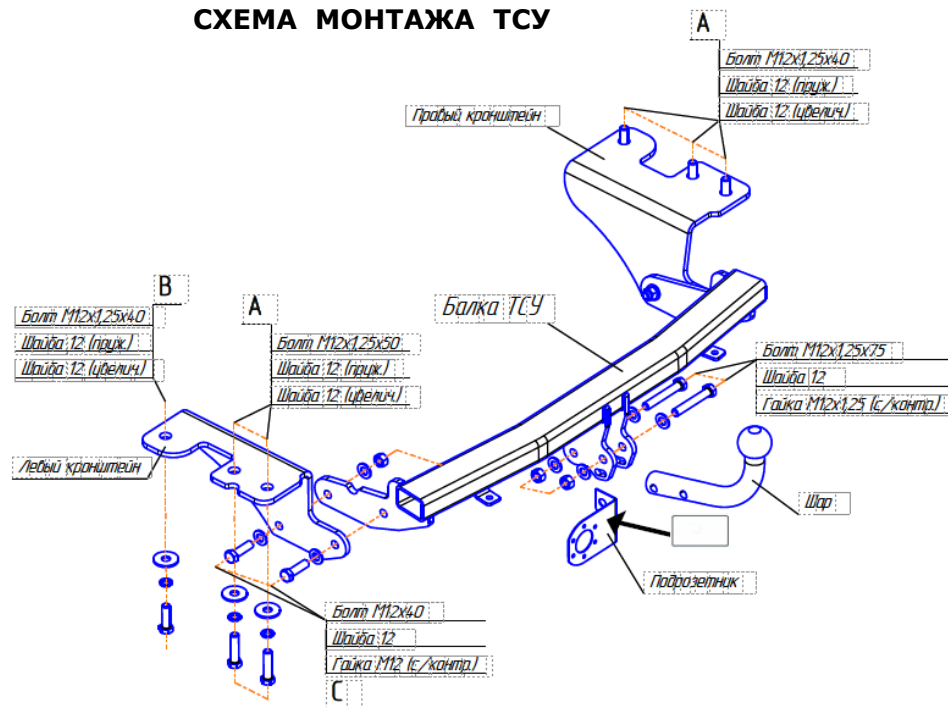 СХЕМА МОНТАЖА ТСУ
А
Болт М12х1,25х40
Шайба 12 (пруж.)
Шайба 12 (увелич.)
Правый кронштейн
В
Болт М12х1,25х40
Шайба 12 (пруж.)
Шайба 12 (увелич.)
А
Болт М12х1,25х50
Шайба 12 (пруж.)
Шайба 12 (увелич.)
Балка ТСУ
Болт М12х1,25х75
Шайба 12
Гайка М12х1,25 (с/контр.)
Левый кронштейн
Шар
Подрозетник
Болт М12х40
Шайба 12
Гайка М12 (с/контр.)
С